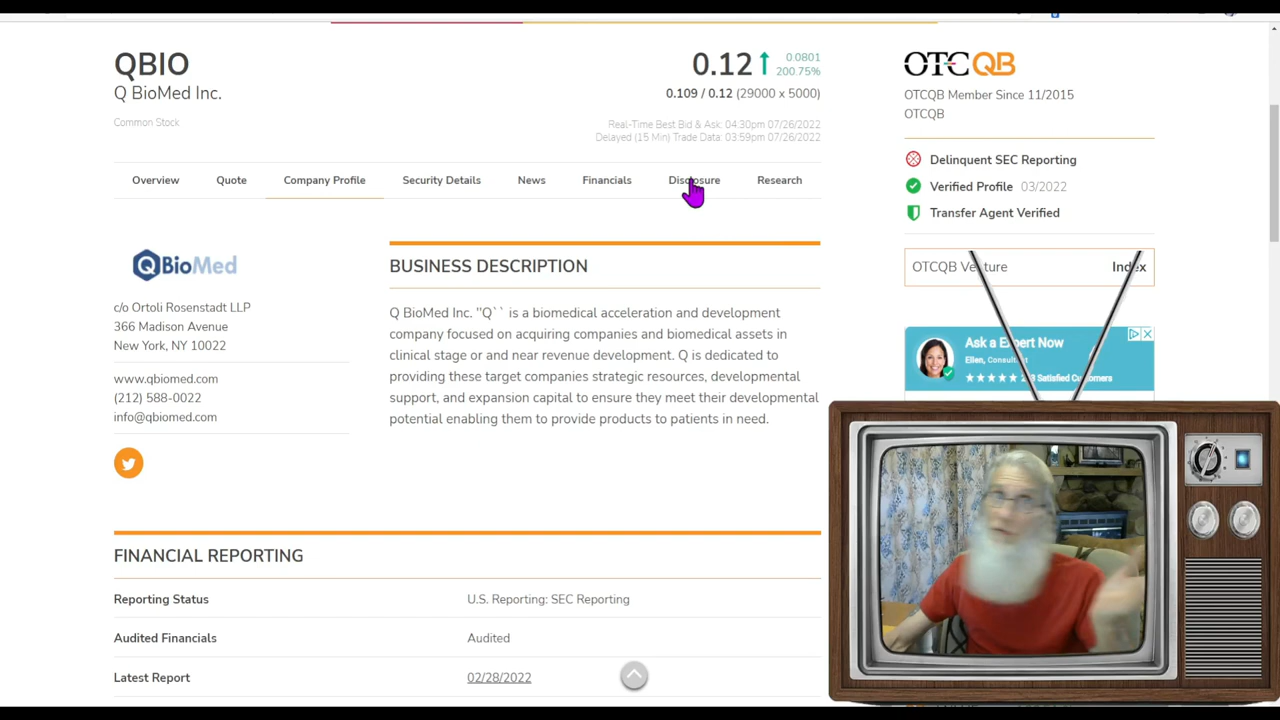 QBIO
Q BioMed Inc.
Common Stock
0.12
0.0801
200.75%
0.109 / 0.12 (29000 x 5000)
Real-Time Best Bid & Ask: 04:30pm 07/26/2022
Delayed (15 Min) Trade Data: 03:59pm 07/26/2022
OTCQB
OTCQB Member Since 11/2015
OTCQB
Delinquent SEC Reporting
Verified Profile 03/2022
Transfer Agent Verified
Overview Quote Company Profile Security Details News Financials Disclosure Research
OTCQB Venture Index
QBioMed
c/o Ortoli Rosenstadt LLP
366 Madison Avenue
New York, NY 10022
www.qbiomed.com
(212) 588-0022
info@qbiomed.com
BUSINESS DESCRIPTION
Q BioMed Inc. "Q`` is a biomedical acceleration and development
company focused on acquiring companies and biomedical assets in
clinical stage or and near revenue development. Q is dedicated to
providing these target companies strategic resources, developmental
support, and expansion capital to ensure they meet their developmental
potential enabling them to provide products to patients in need.
Ask a Expert Now
Ellen, Consultant
Satisfied Customers
FINANCIAL REPORTING
Reporting Status U.S. Reporting: SEC Reporting
Audited Financials Audited
Latest Report 02/28/2022